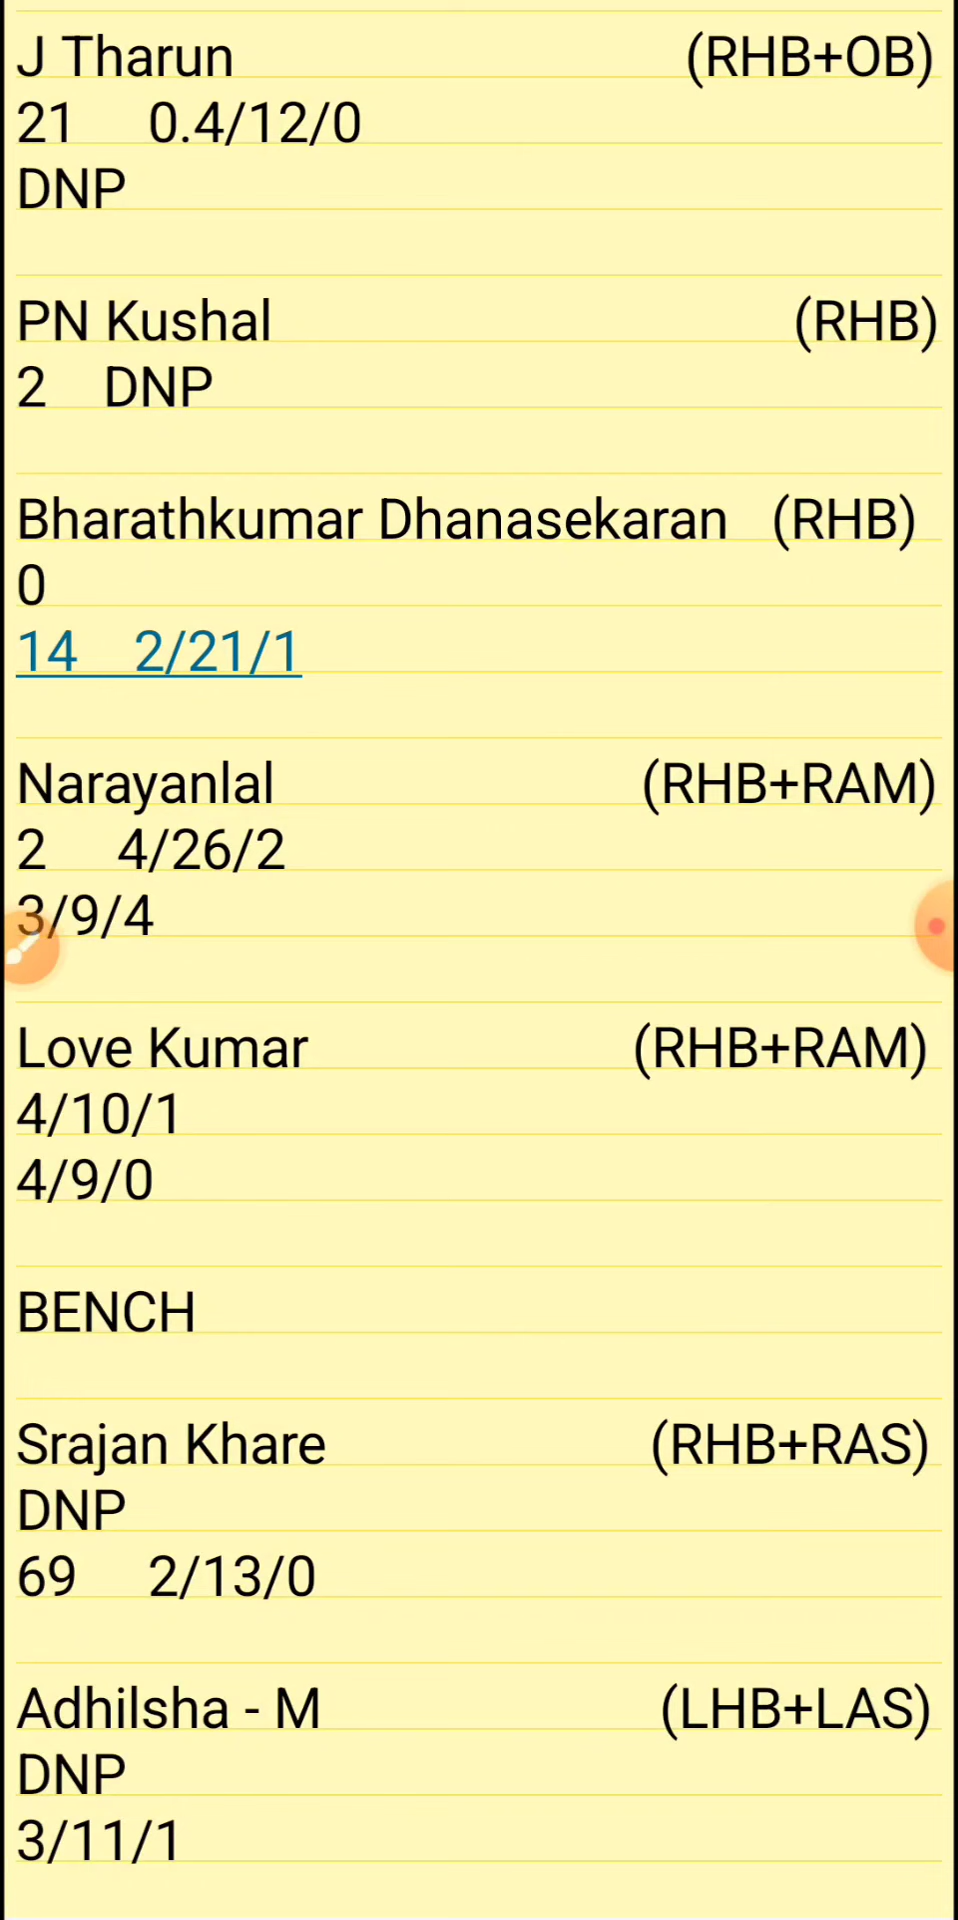 J Tharun (RHB+OB)
21 0.4/12/0
DNP
PN Kushal (RHB)
2 DNP
Bharathkumar Dhanasekaran (RHB)
0
14 2/21/1
Narayanlal (RHB+RAM)
2 4/26/2
3/9/4
Love Kumar (RHB+RAM)
4/10/1
4/9/0
BENCH
Srajan Khare (RHB+RAS)
DNP
69 2/13/0
Adhilsha - M (LHB+LAS)
DNP
3/11/1